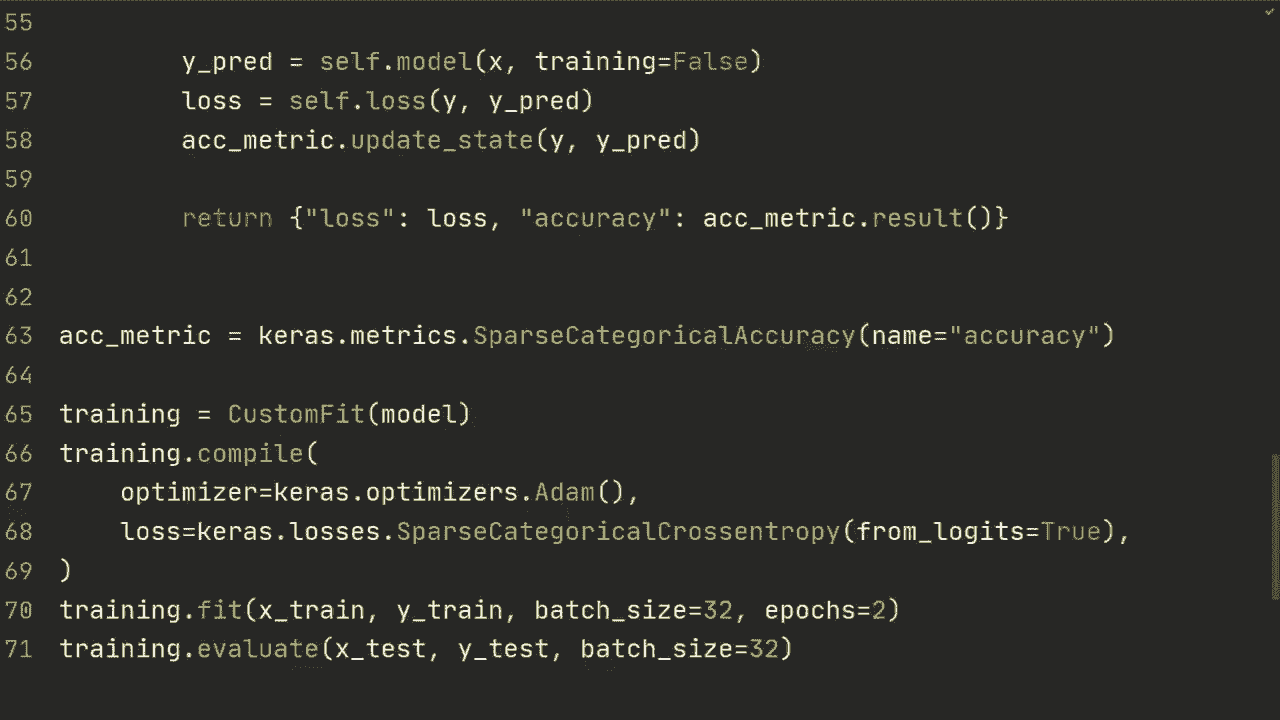 55
56        y_pred = self.model(x, training=False)
57        loss = self.loss(y, y_pred)
58        acc_metric.update_state(y, y_pred)
59
60        return {"loss": loss, "accuracy": acc_metric.result()}
61
62
63 acc_metric = keras.metrics.SparseCategoricalAccuracy(name="accuracy")
64
65 training = CustomFit(model)
66 training.compile(
67     optimizer=keras.optimizers.Adam(),
68     loss=keras.losses.SparseCategoricalCrossentropy(from_logits=True),
69 )
70 training.fit(x_train, y_train, batch_size=32, epochs=2)
71 training.evaluate(x_test, y_test, batch_size=32)